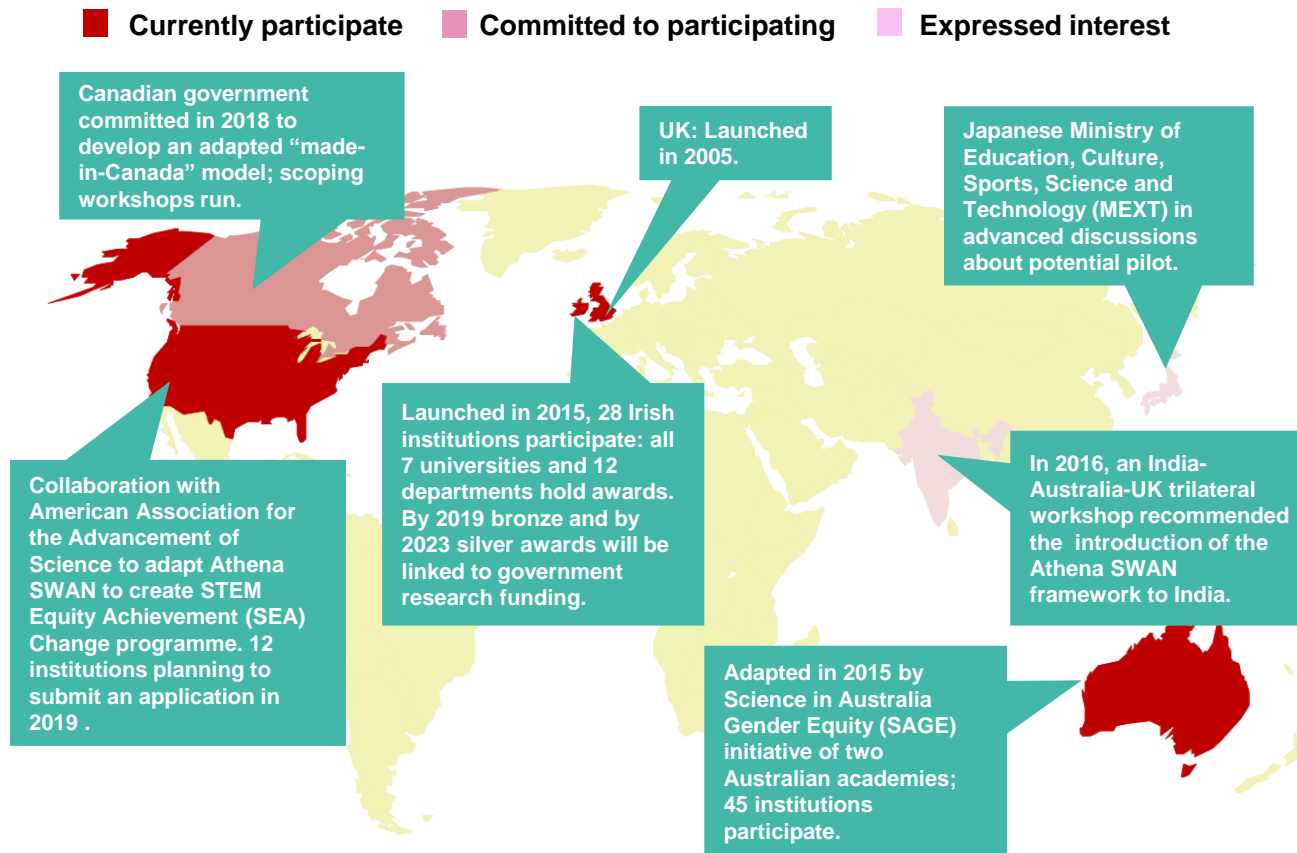 Currently participate
Committed to participating
Expressed interest
Canadian government
committed in 2018 to
develop an adapted “made-
in-Canada” model; scoping
workshops run.
UK: Launched
in 2005.
Japanese Ministry of
Education, Culture,
Sports, Science and
Technology (MEXT) in
advanced discussions
about potential pilot.
Launched in 2015, 28 Irish
institutions participate: all
7 universities and 12
departments hold awards.
By 2019 bronze and by
2023 silver awards will be
linked to government
research funding.
In 2016, an India-
Australia-UK trilateral
workshop recommended
the introduction of the
Athena SWAN
framework to India.
Collaboration with
American Association for
the Advancement of
Science to adapt Athena
SWAN to create STEM
Equity Achievement (SEA)
Change programme. 12
institutions planning to
submit an application in
2019 .
Adapted in 2015 by
Science in Australia
Gender Equity (SAGE)
initiative of two
Australian academies;
45 institutions
participate.